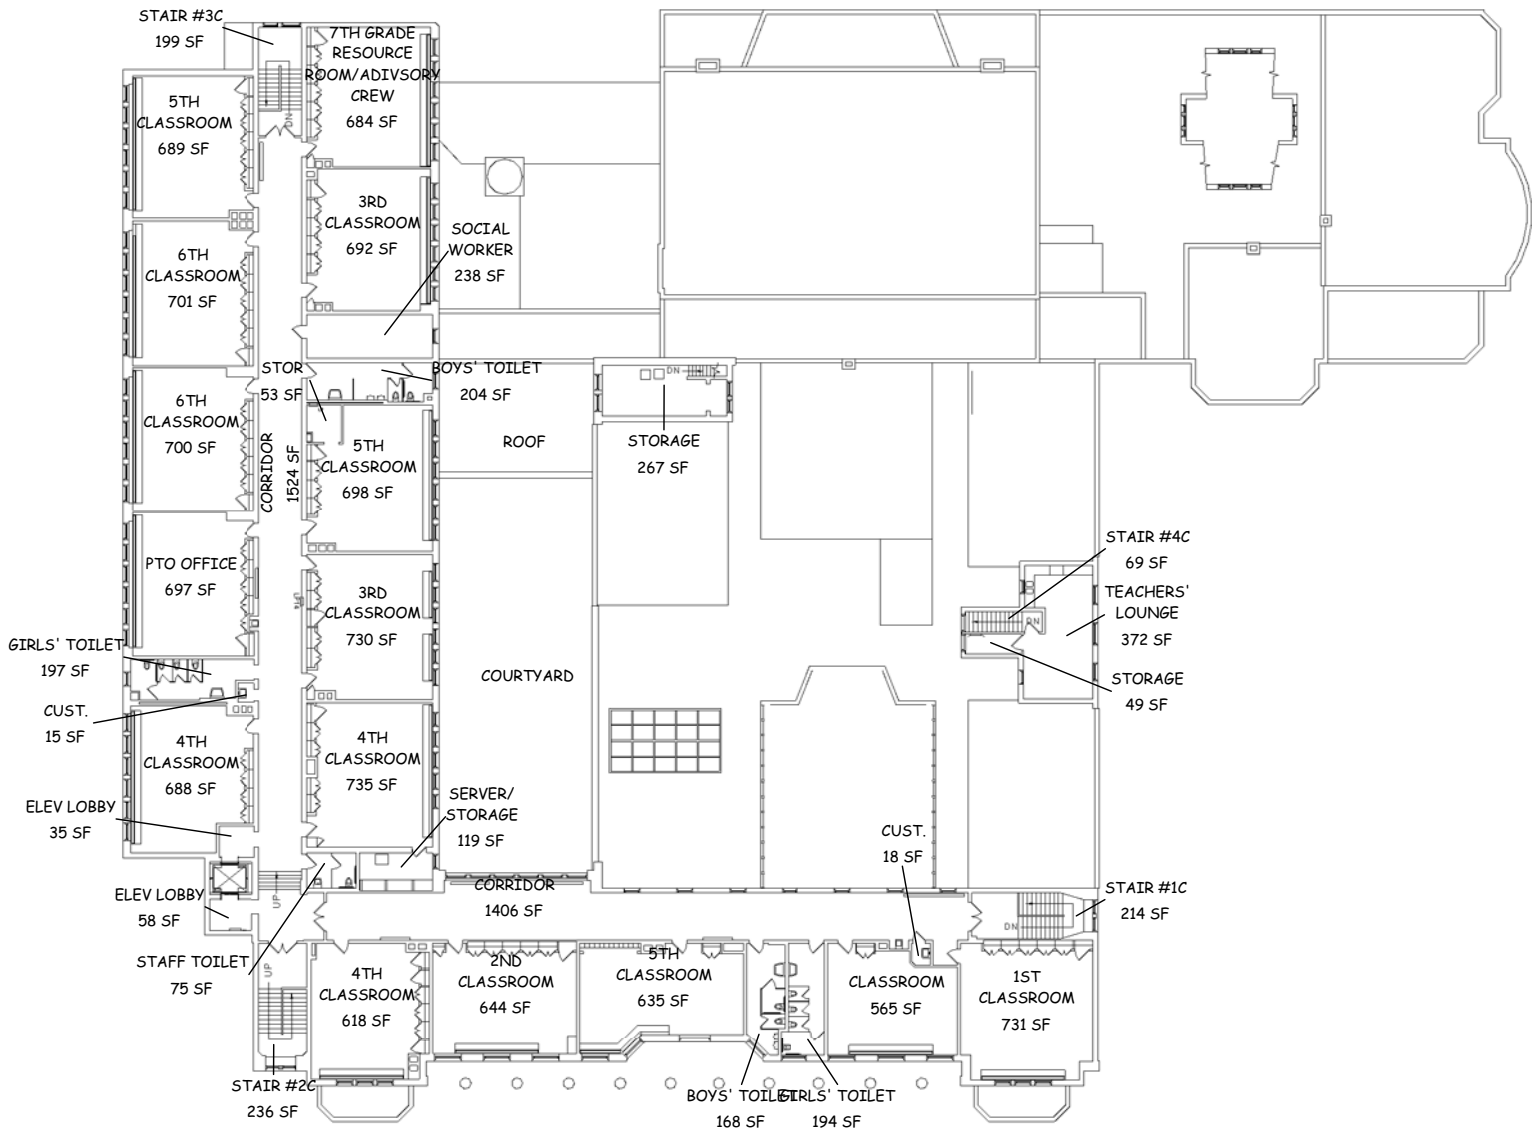 STAIR #3C
199 SF
7TH GRADE
RESOURCE
ROOM/ADIVSORY
CREW
684 SF
5TH
CLASSROOM
689 SF
DN
3RD
CLASSROOM
692 SF
SOCIAL
WORKER
238 SF
6TH
CLASSROOM
701 SF
STOR
53 SF
BOYS' TOILET
204 SF
DN
6TH
CLASSROOM
700 SF
CORRIDOR
1524 SF
5TH
CLASSROOM
698 SF
ROOF
STORAGE
267 SF
PTO OFFICE
697 SF
3RD
CLASSROOM
730 SF
STAIR #4C
69 SF
TEACHERS'
LOUNGE
372 SF
DN
STORAGE
49 SF
GIRLS' TOILET
197 SF
CUST.
15 SF
COURTYARD
4TH
CLASSROOM
688 SF
4TH
CLASSROOM
735 SF
ELEV LOBBY
35 SF
SERVER/
STORAGE
119 SF
CUST.
18 SF
ELEV LOBBY
58 SF
UP
CORRIDOR
1406 SF
STAIR #1C
214 SF
DN
STAFF TOILET
75 SF
UP
4TH
CLASSROOM
618 SF
2ND
CLASSROOM
644 SF
5TH
CLASSROOM
635 SF
CLASSROOM
565 SF
1ST
CLASSROOM
731 SF
STAIR #2C
236 SF
BOYS' TOILET
168 SF
GIRLS' TOILET
194 SF